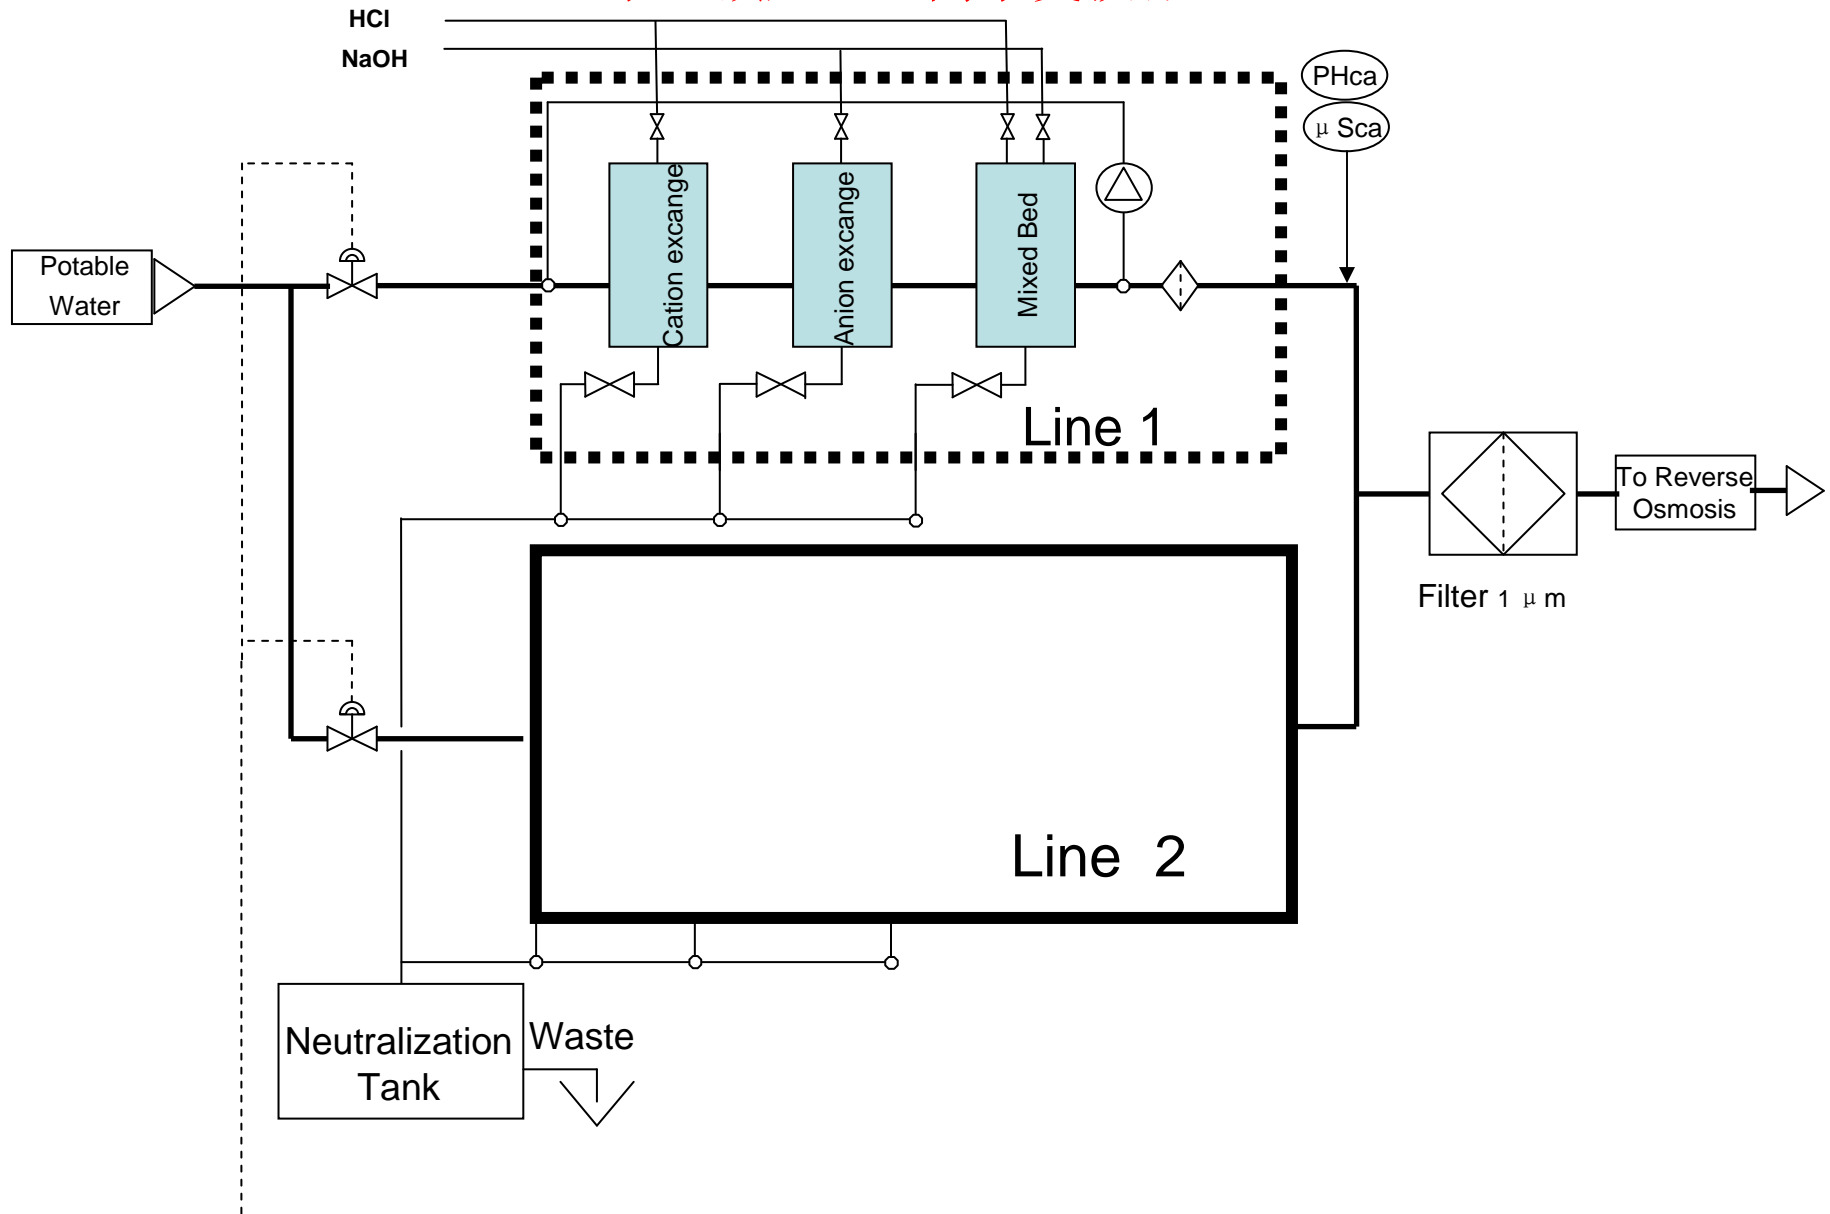 HCl
NaOH
PHca
μ Sca
Potable
Water
Cation excange
Anion excange
Mixed Bed
Line 1
To Reverse
Osmosis
Filter 1 μm
Line 2
Neutralization
Tank
Waste